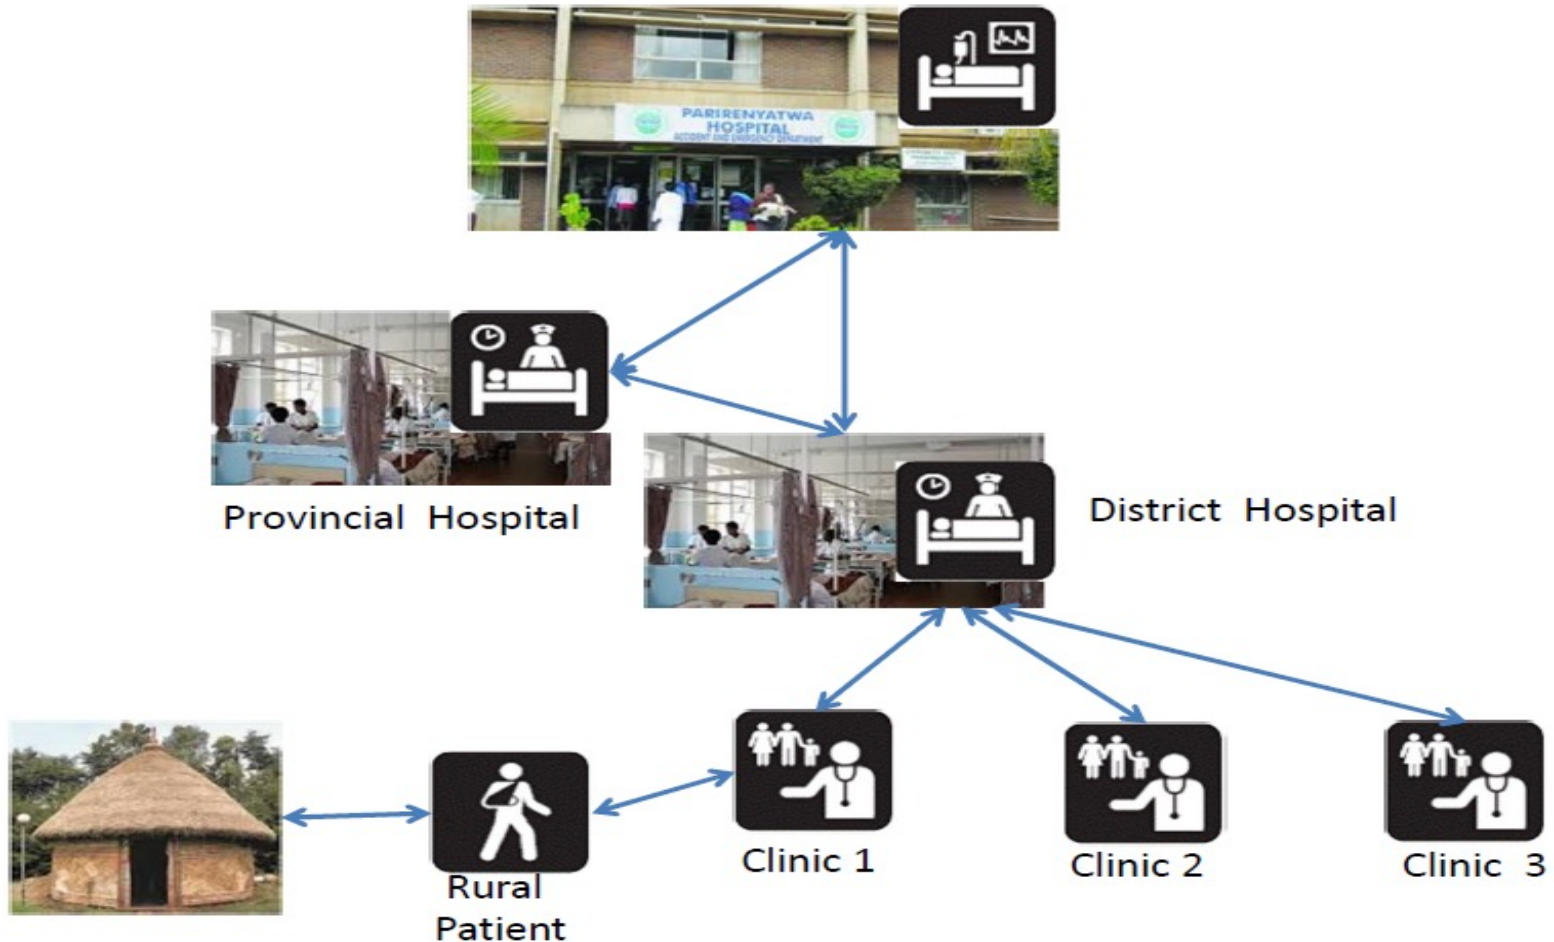 PARIRENYATWA
HOSPITAL
ACCIDENT AND EMERGENCY DEPARTMENT
Provincial Hospital
District Hospital
Clinic 1
Clinic 2
Clinic 3
Rural
Patient